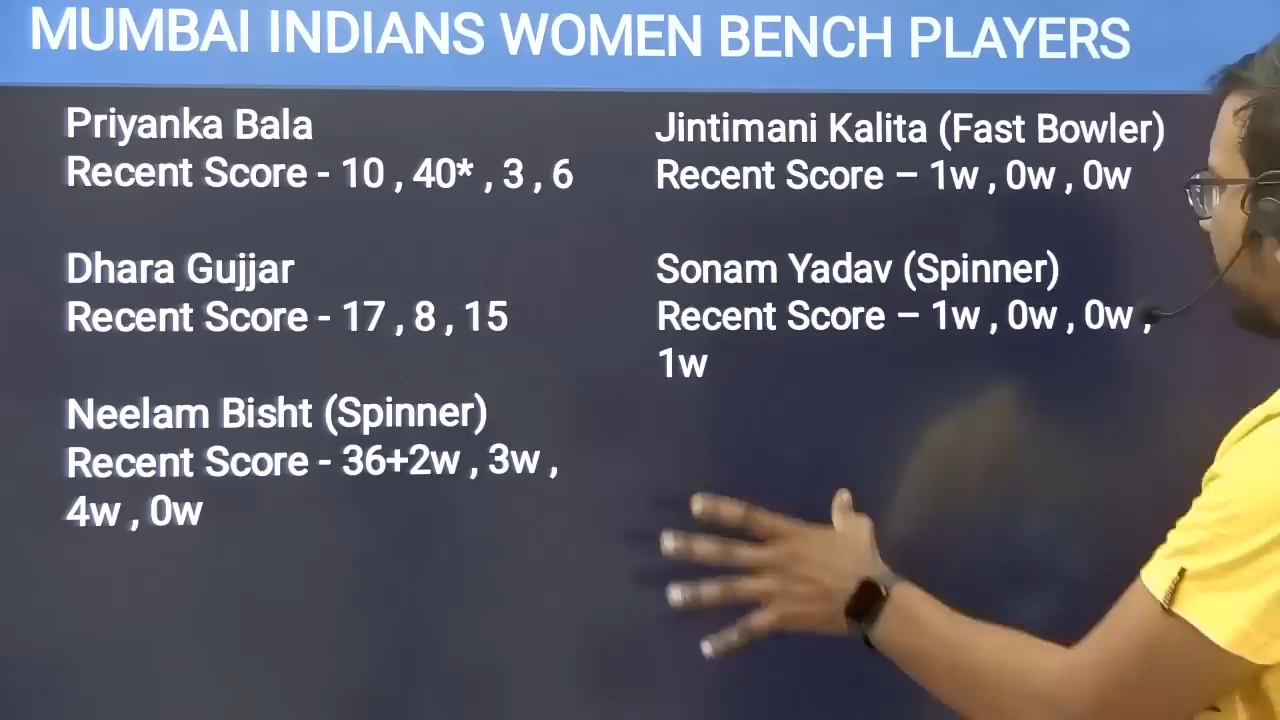 MUMBAI INDIANS WOMEN BENCH PLAYERS
Priyanka Bala
Recent Score - 10 , 40* , 3 , 6
Dhara Gujjar
Recent Score - 17 , 8 , 15
Neelam Bisht (Spinner)
Recent Score - 36+2w , 3w ,
4w , 0w
Jintimani Kalita (Fast Bowler)
Recent Score – 1w , 0w , 0w
Sonam Yadav (Spinner)
Recent Score – 1w , 0w , 0w ,
1w